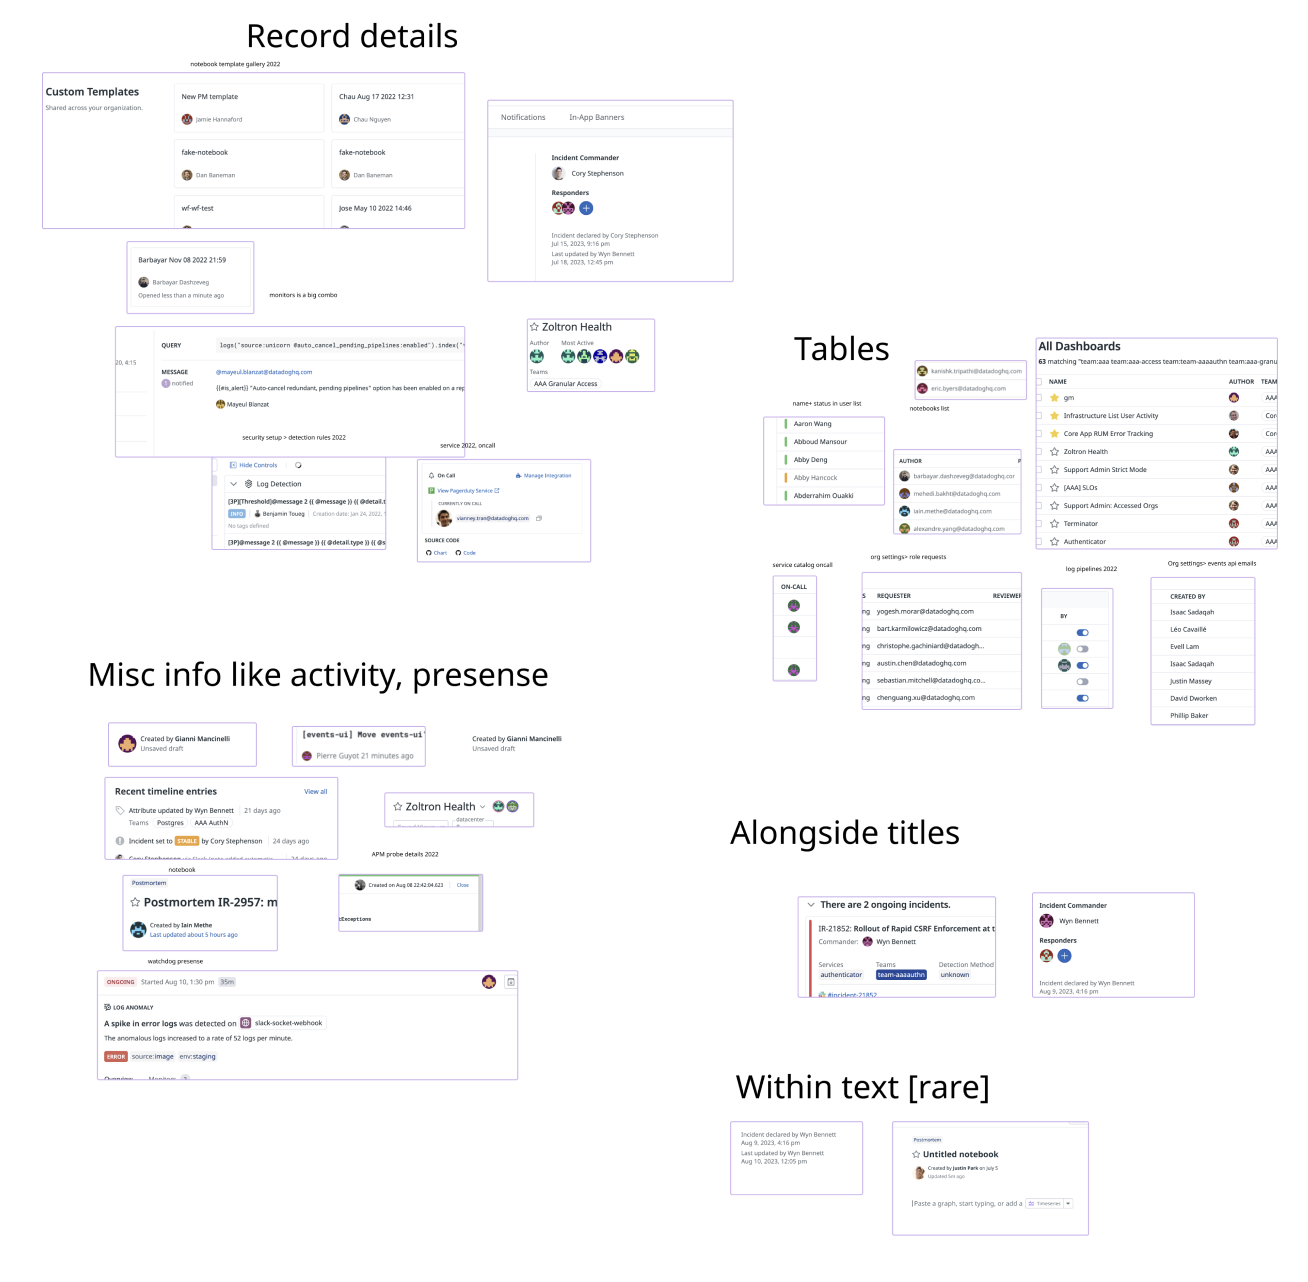 Record details
notebook template gallery 2022
Custom Templates
Shared across your organization.
New PM template
Jamie Hannaford
Chau Aug 17 2022 12:31
Chau Nguyen
fake-notebook
Dan Baneman
fake-notebook
Dan Baneman
wf-wf-test
Jose May 10 2022 14:46
Notifications
In-App Banners
Incident Commander
Cory Stephenson
Responders
Incident declared by Cory Stephenson
Jul 15, 2023, 9:16 pm
Last updated by Wyn Bennett
Jul 18, 2023, 12:45 pm
Barbayar Nov 08 2022 21:59
Barbayar Dashzeveg
Opened less than a minute ago
monitors is a big combo
20, 4:15
QUERY
logs("source:unicorn @auto_cancel_pending_pipelines:enabled").index("
MESSAGE
1 notified
@mayeul.blanzat@datadoghq.com
{{#is_alert}} "Auto-cancel redundant, pending pipelines" option has been enabled on a rep
Mayeul Blanzat
Zoltron Health
Author
Most Active
Teams
AAA Granular Access
security setup > detection rules 2022
Hide Controls
Log Detection
[3P][Threshold]@message 2 {{ @message }} {{ @detail.t
INFO
Benjamin Toueg
Creation date: Jan 24, 2022,
No tags defined
[3P]@message 2 {{ @message }} {{ @detail.type }} {{ @s
service 2022, oncall
On Call
Manage Integration
View Pagerduty Service
CURRENTLY ON CALL
vianney.tran@datadoghq.com
SOURCE CODE
Chart
Code
Tables
kanishk.tripathi@datadoghq.com
eric.byers@datadoghq.com
notebooks list
name+ status in user list
Aaron Wang
Abboud Mansour
Abby Deng
Abby Hancock
Abderrahim Ouakki
AUTHOR
barbayar.dashzeveg@datadoghq.cor
mehedi.bakht@datadoghq.com
iain.methe@datadoghq.com
alexandre.yang@datadoghq.com
All Dashboards
63 matching "team:aaa team:aaa-access team:team-aaaauthn team:aaa-granu
NAME
AUTHOR
TEAM
gm
AAA
Infrastructure List User Activity
Cor
Core App RUM Error Tracking
Cor
Zoltron Health
AAA
Support Admin Strict Mode
AAA
[AAA] SLOs
AAA
Support Admin: Accessed Orgs
AAA
Terminator
AAA
Authenticator
AAA
service catalog oncall
ON-CALL
org settings> role requests
S
REQUESTER
REVIEWER
ng yogesh.morar@datadoghq.com
ng bart.karmilowicz@datadoghq.com
ng christophe.gachiniard@datadogh...
ng austin.chen@datadoghq.com
ng sebastian.mitchell@datadoghq.co...
ng chenguang.xu@datadoghq.com
log pipelines 2022
BY
Org settings> events api emails
CREATED BY
Isaac Sadaqah
Léo Cavaillé
Evell Lam
Isaac Sadaqah
Justin Massey
David Dworken
Phillip Baker
Misc info like activity, presense
Created by Gianni Mancinelli
Unsaved draft
[events-ui] Move events-ui'
Pierre Guyot 21 minutes ago
Created by Gianni Mancinelli
Unsaved draft
Recent timeline entries
View all
Attribute updated by Wyn Bennett
21 days ago
Teams
Postgres
AAA AuthN
Incident set to STABLE by Cory Stephenson
24 days ago
Zoltron Health
datacenter
APM probe details 2022
Created on Aug 08 22:42:04.623
Close
tExceptions
notebook
Postmortem
Postmortem IR-2957: m
Created by Iain Methe
Last updated about 5 hours ago
watchdog presense
ONGOING
Started Aug 10, 1:30 pm
35m
LOG ANOMALY
A spike in error logs was detected on
slack-socket-webhook
The anomalous logs increased to a rate of 52 logs per minute.
ERROR
source:image
env:staging
Alongside titles
There are 2 ongoing incidents.
IR-21852: Rollout of Rapid CSRF Enforcement at t
Commander:
Wyn Bennett
Services
Teams
Detection Method
authenticator
team-aaaauthn
unknown
#incident-21852
Incident Commander
Wyn Bennett
Responders
Incident declared by Wyn Bennett
Aug 9, 2023, 4:16 pm
Within text [rare]
Incident declared by Wyn Bennett
Aug 9, 2023, 4:16 pm
Last updated by Wyn Bennett
Aug 10, 2023, 12:05 pm
Postmortem
Untitled notebook
Created by Justin Park on July 5
Updated 5m ago
Paste a graph, start typing, or add a
Timeseries